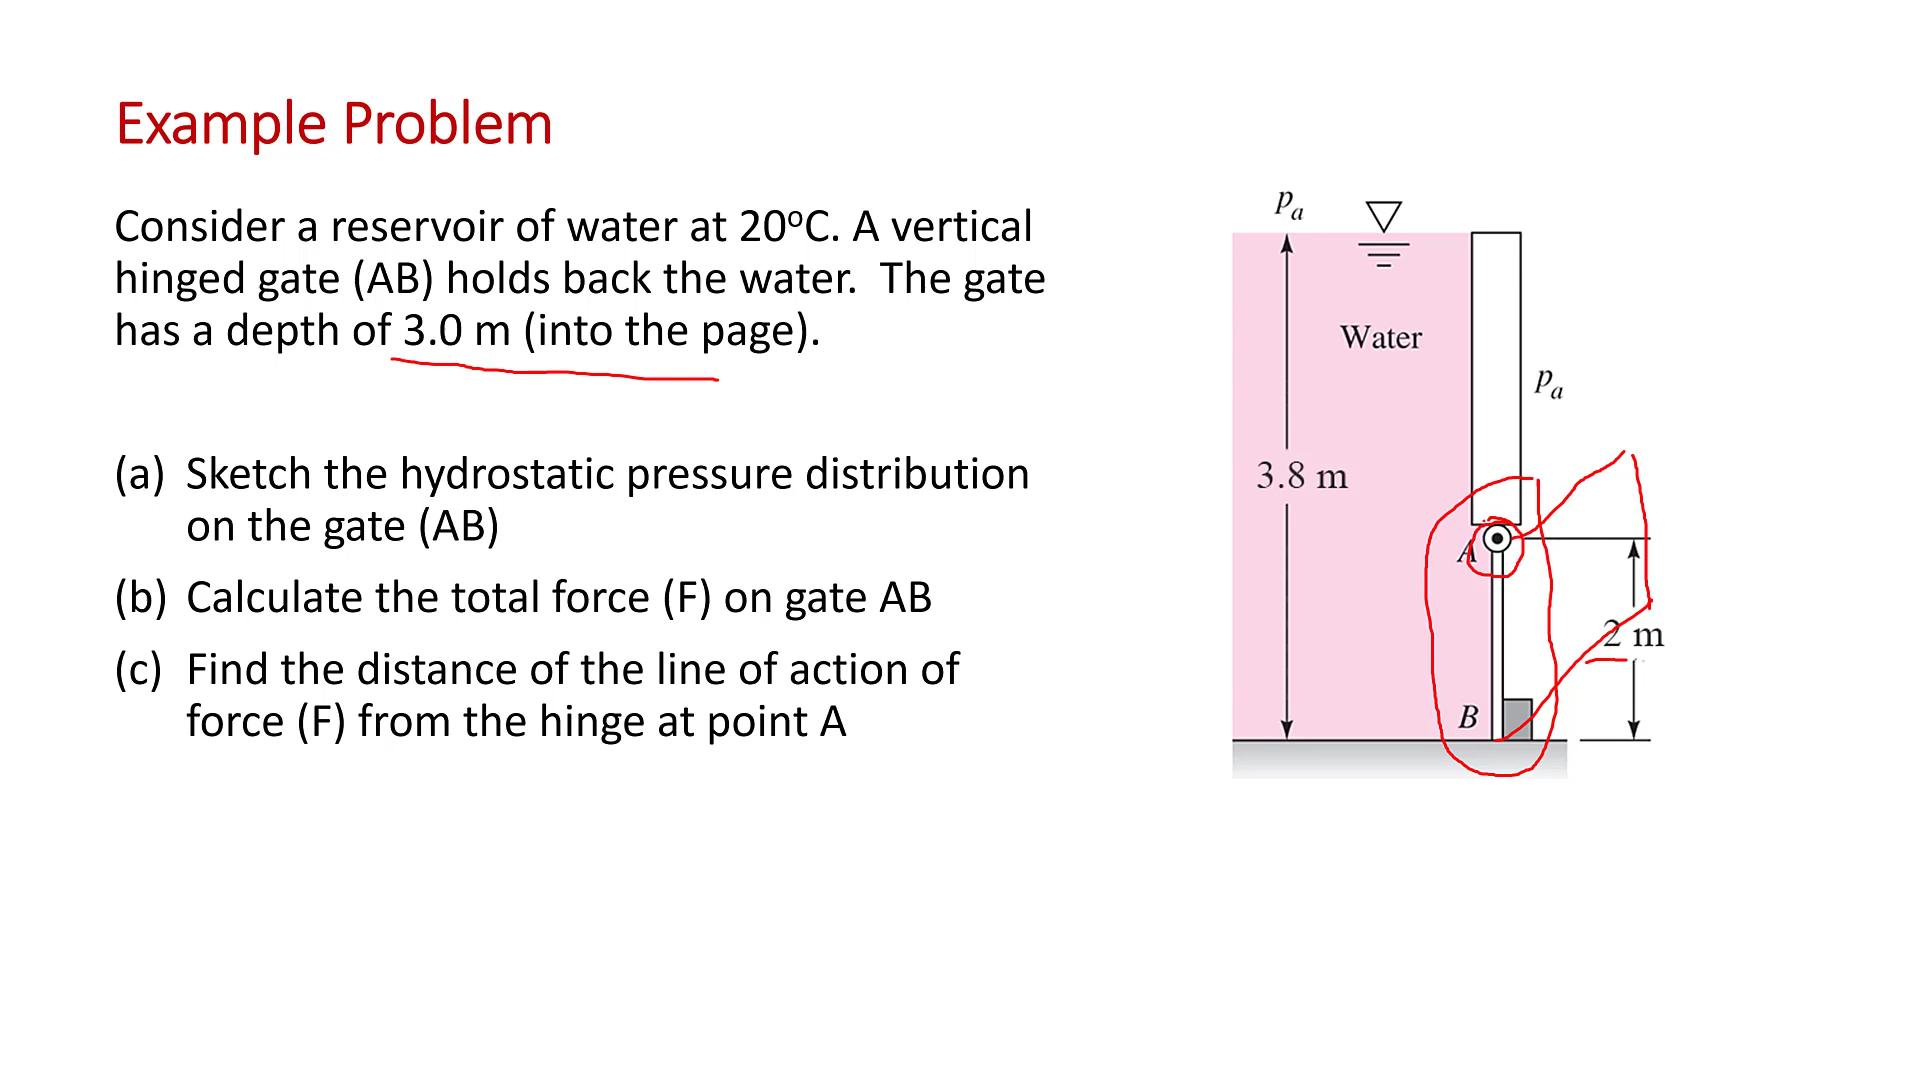 Example Problem
Consider a reservoir of water at 20ºC. A vertical
hinged gate (AB) holds back the water.  The gate
has a depth of 3.0 m (into the page).
(a) Sketch the hydrostatic pressure distribution
on the gate (AB)
(b) Calculate the total force (F) on gate AB
(c) Find the distance of the line of action of
force (F) from the hinge at point A
pa
Water
pa
3.8 m
A
2 m
B